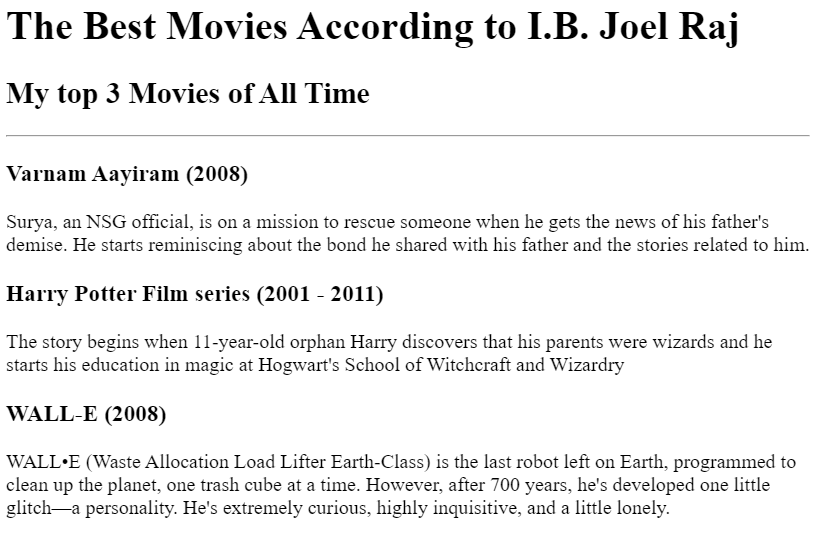 The Best Movies According to I.B. Joel Raj
My top 3 Movies of All Time
Varnam Aayiram (2008)
Surya, an NSG official, is on a mission to rescue someone when he gets the news of his father's
demise. He starts reminiscing about the bond he shared with his father and the stories related to him.
Harry Potter Film series (2001 - 2011)
The story begins when 11-year-old orphan Harry discovers that his parents were wizards and he
starts his education in magic at Hogwart's School of Witchcraft and Wizardry
WALL-E (2008)
WALL•E (Waste Allocation Load Lifter Earth-Class) is the last robot left on Earth, programmed to
clean up the planet, one trash cube at a time. However, after 700 years, he's developed one little
glitch—a personality. He's extremely curious, highly inquisitive, and a little lonely.